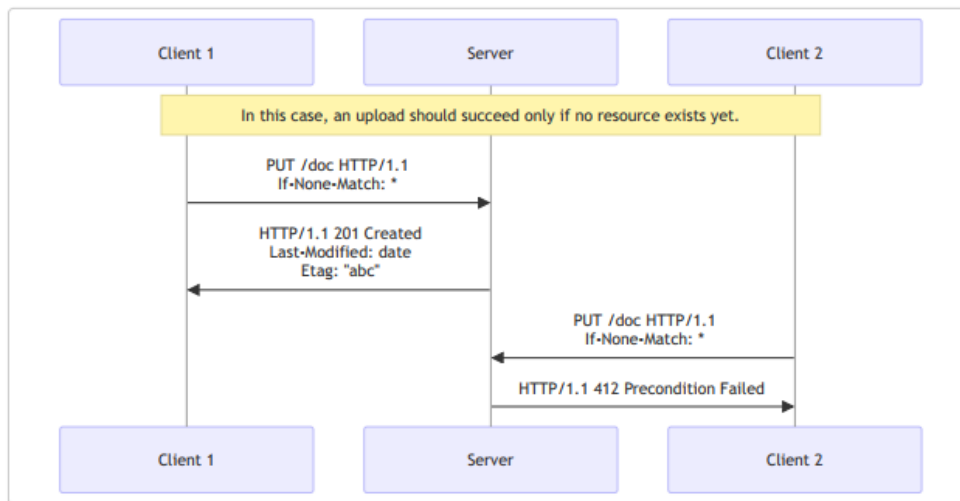 Client 1
Server
Client 2
In this case, an upload should succeed only if no resource exists yet.
PUT /doc HTTP/1.1
If-None-Match: *
HTTP/1.1 201 Created
Last-Modified: date
Etag: "abc"
PUT /doc HTTP/1.1
If-None-Match: *
HTTP/1.1 412 Precondition Failed
Client 1
Server
Client 2